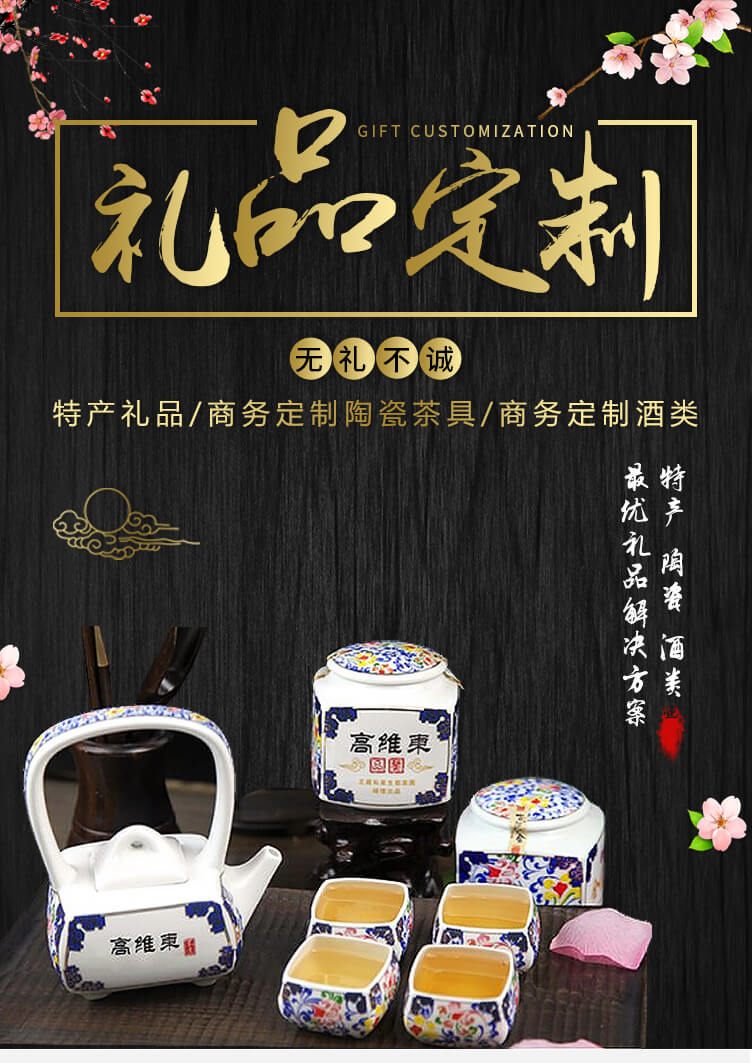 GIFT CUSTOMIZATION
礼品定制
无礼不诚
特产礼品/商务定制陶瓷茶具/商务定制酒类
特产 陶瓷 酒类
最优礼品解决方案
高维東
高维東